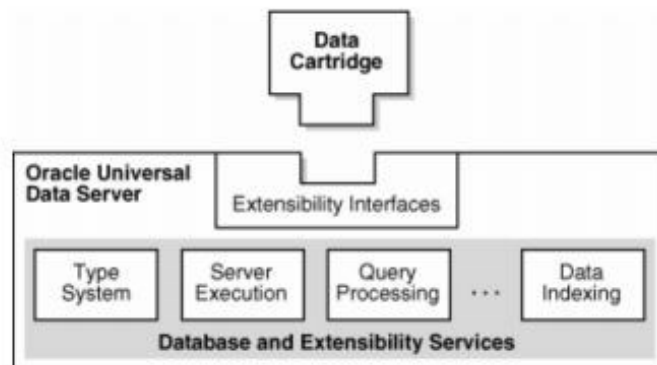 Data
Cartridge
Oracle Universal
Data Server
Extensibility Interfaces
Type
System
Server
Execution
Query
Processing
...
Data
Indexing
Database and Extensibility Services